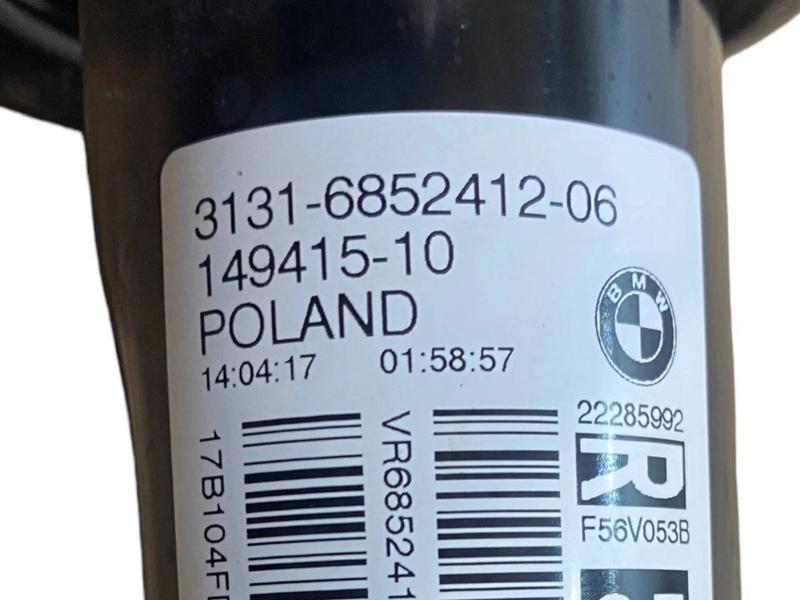 3131-6852412-06
149415-10
POLAND
14:04:17 01:58:57
BMW
22285992
R
F56V053B